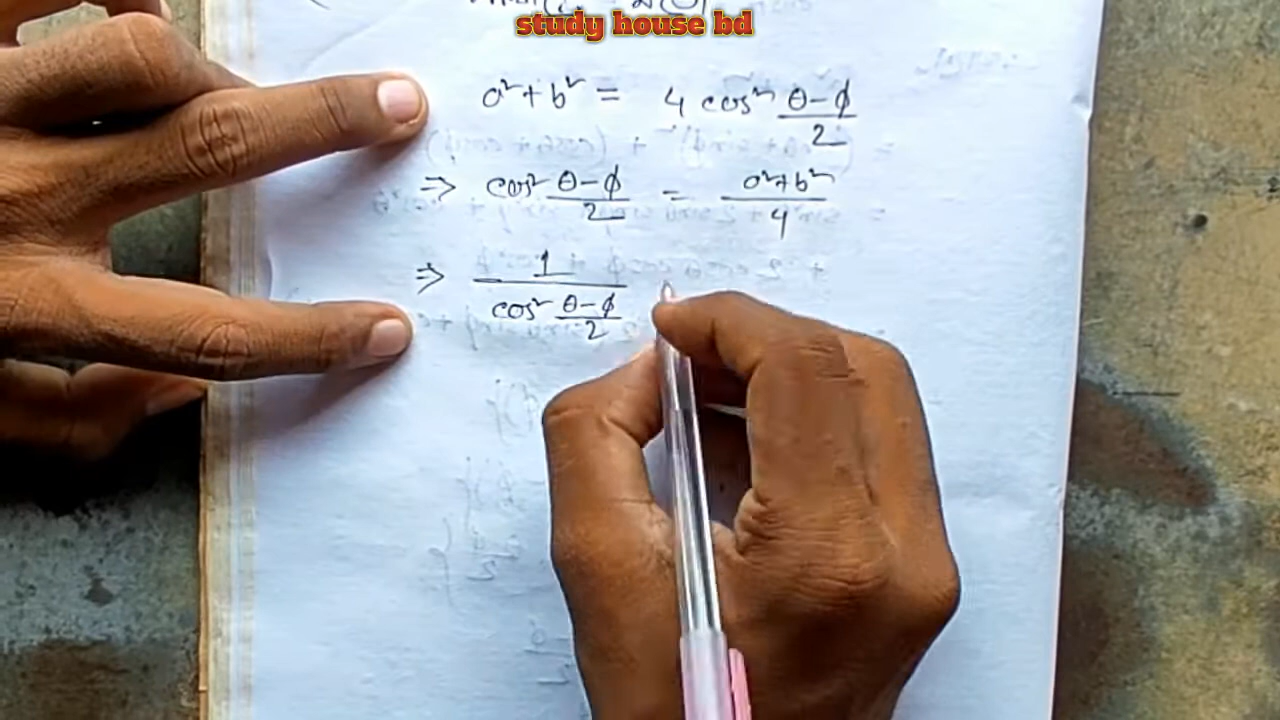 study house bd
a² + b² = 4 cos² θ-φ/2
⇒ cos² θ-φ/2 = a²+b²/4
⇒ 1/cos² θ-φ/2